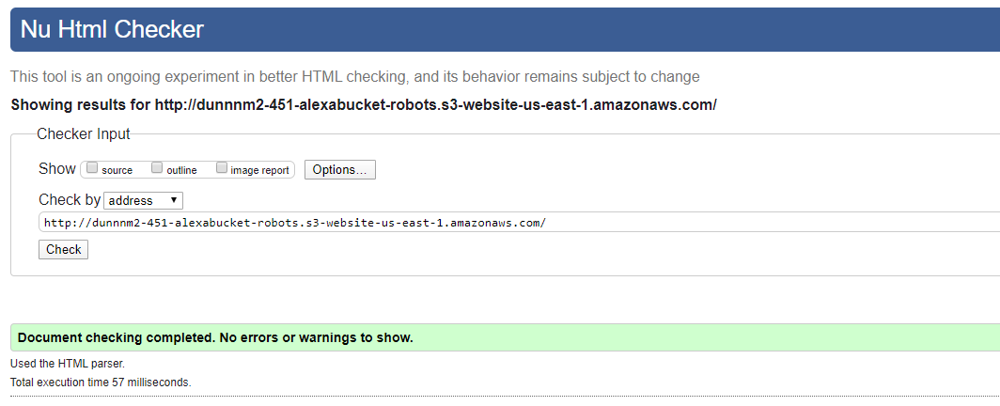 Nu Html Checker
This tool is an ongoing experiment in better HTML checking, and its behavior remains subject to change
Showing results for http://dunnnm2-451-alexabucket-robots.s3-website-us-east-1.amazonaws.com/
Checker Input
Show source outline image report Options...
Check by address
http://dunnnm2-451-alexabucket-robots.s3-website-us-east-1.amazonaws.com/
Check
Document checking completed. No errors or warnings to show.
Used the HTML parser.
Total execution time 57 milliseconds.